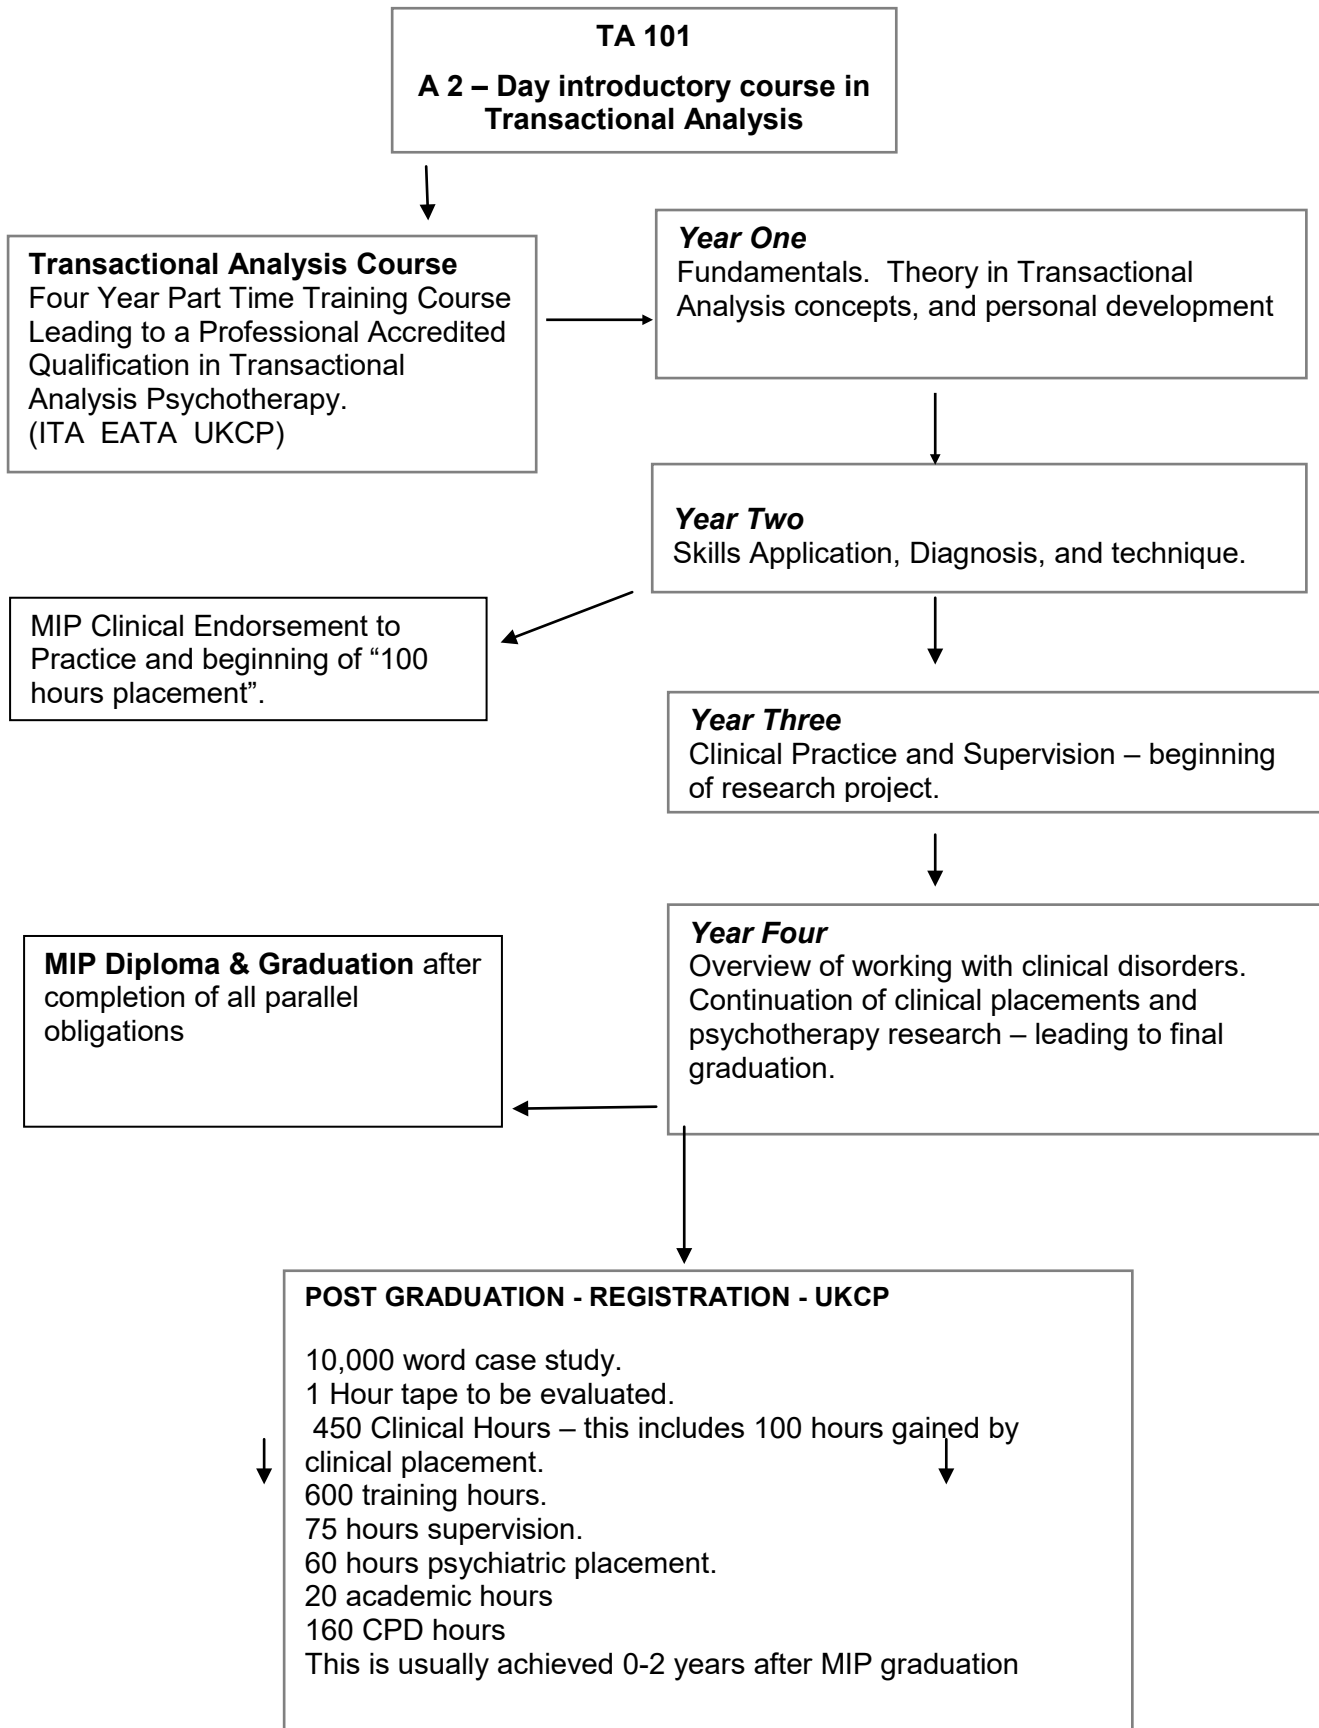 TA 101
A 2 – Day introductory course in
Transactional Analysis
Transactional Analysis Course
Four Year Part Time Training Course
Leading to a Professional Accredited
Qualification in Transactional
Analysis Psychotherapy.
(ITA EATA UKCP)
Year One
Fundamentals. Theory in Transactional
Analysis concepts, and personal development
Year Two
Skills Application, Diagnosis, and technique.
MIP Clinical Endorsement to
Practice and beginning of “100
hours placement”.
Year Three
Clinical Practice and Supervision – beginning
of research project.
Year Four
Overview of working with clinical disorders.
Continuation of clinical placements and
psychotherapy research – leading to final
graduation.
MIP Diploma & Graduation after
completion of all parallel
obligations
POST GRADUATION - REGISTRATION - UKCP
10,000 word case study.
1 Hour tape to be evaluated.
450 Clinical Hours – this includes 100 hours gained by
clinical placement.
600 training hours.
75 hours supervision.
60 hours psychiatric placement.
20 academic hours
160 CPD hours
This is usually achieved 0-2 years after MIP graduation